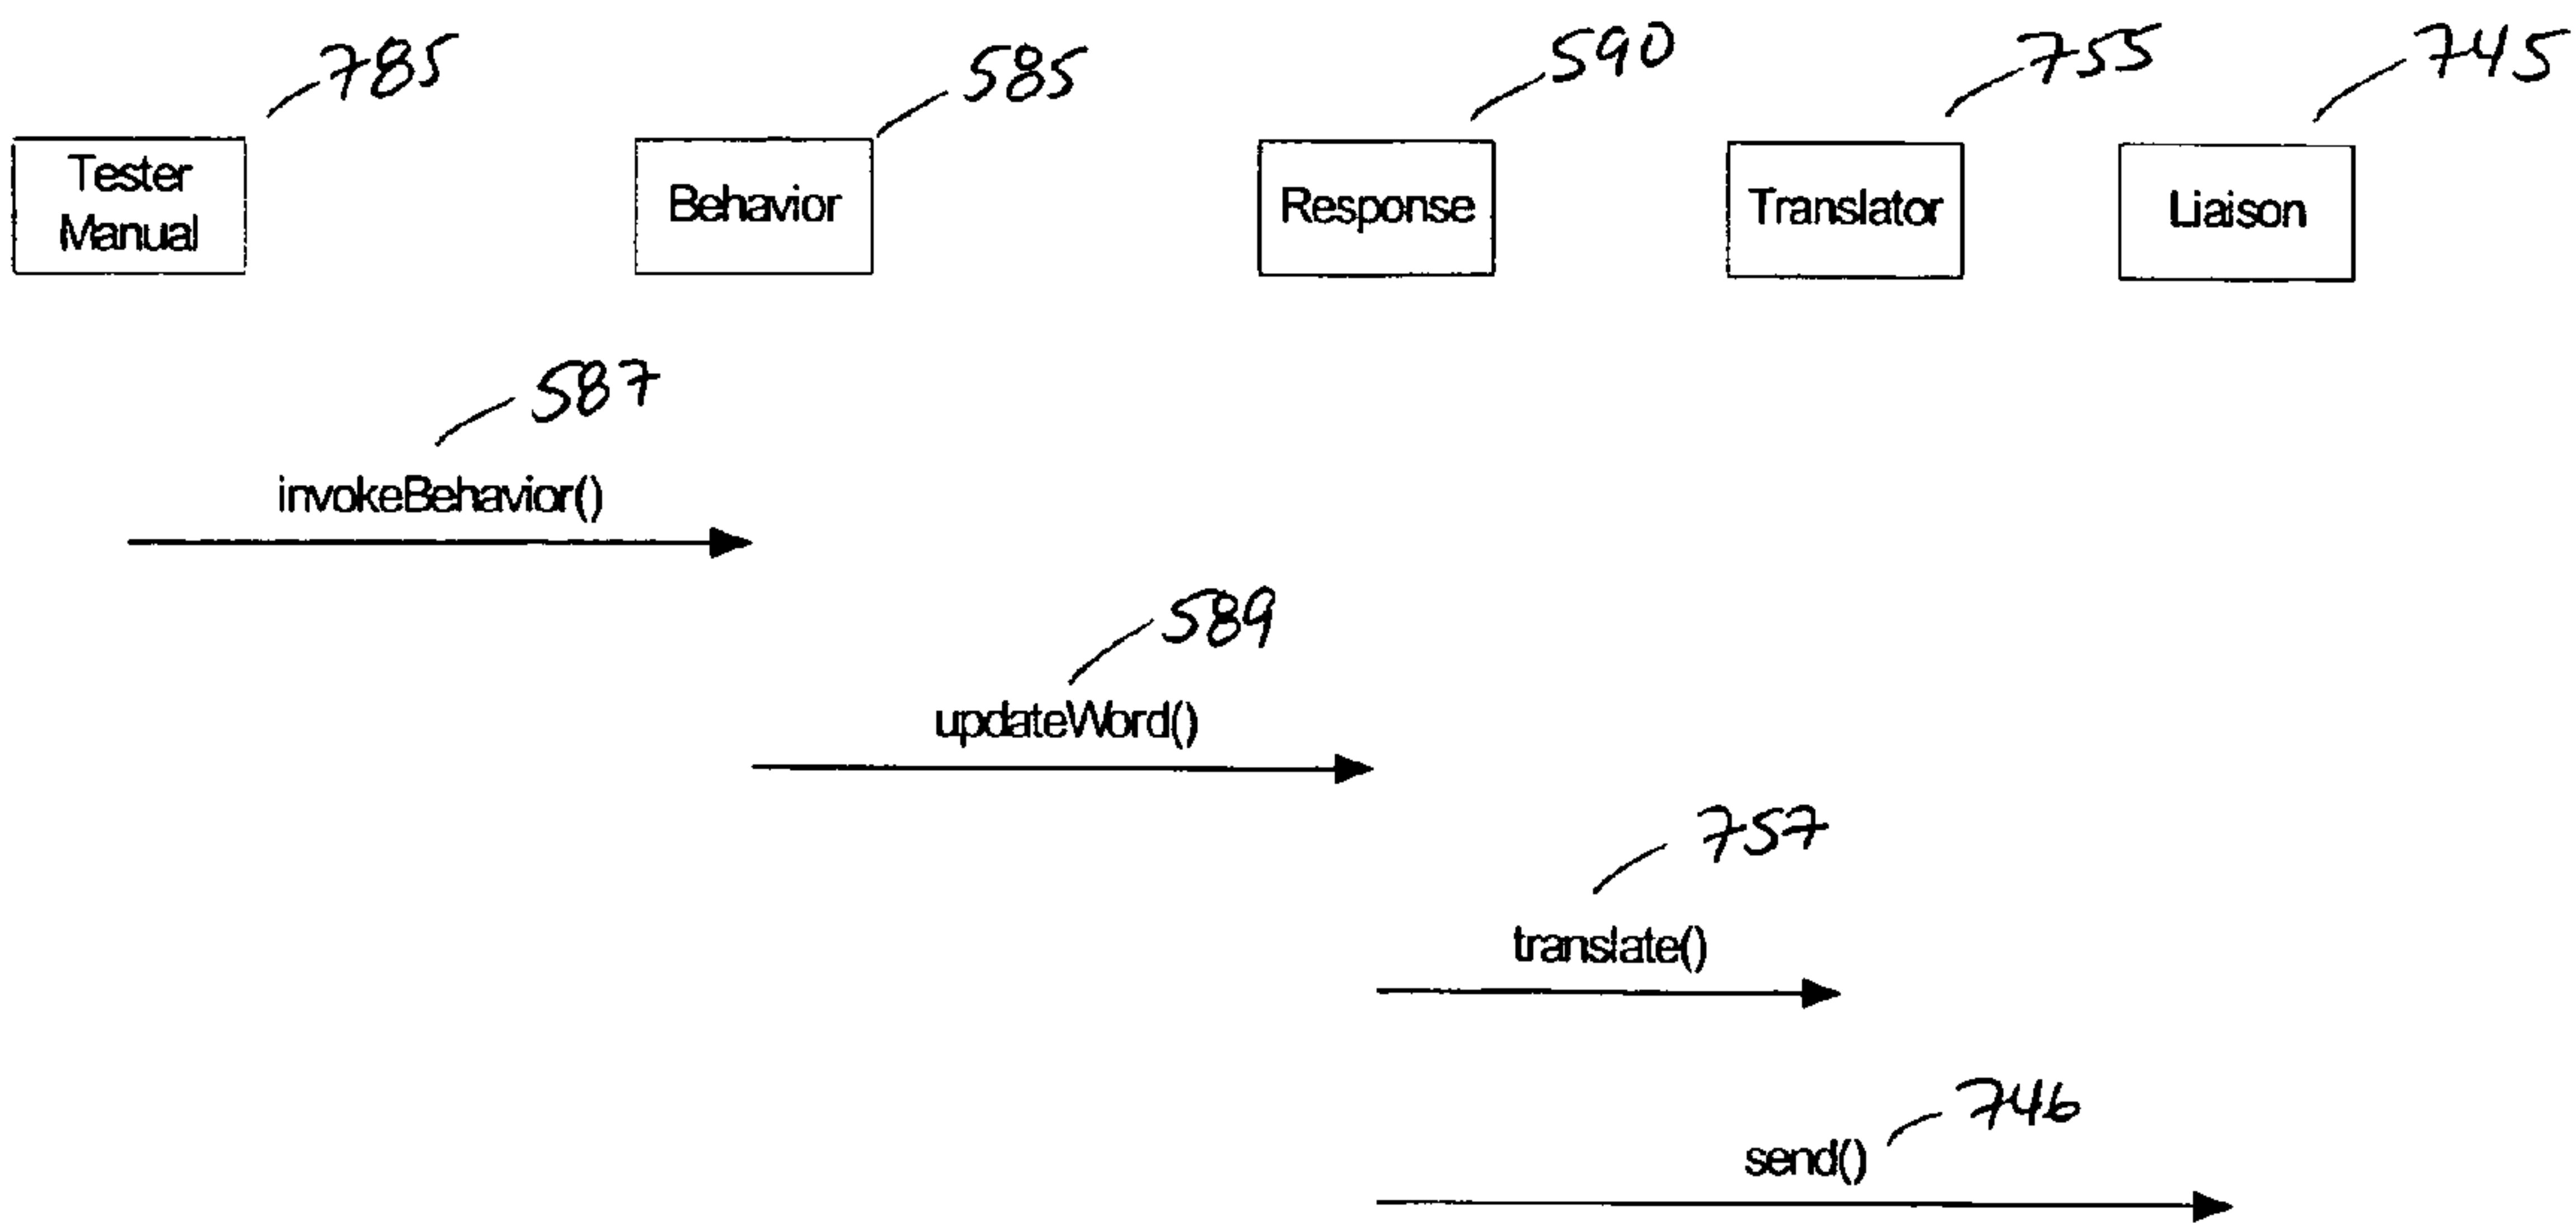 785
585
590
755
745
Tester
Manual
Behavior
Response
Translator
Liaison
587
invokeBehavior()
589
updateWord()
757
translate()
746
send()